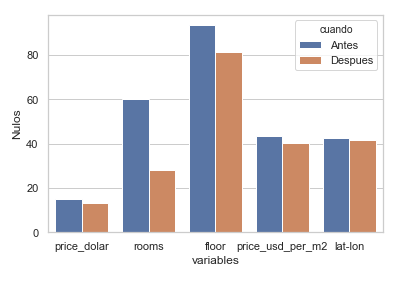 cuando
Antes
Despues
Nulos
80
60
40
20
0
price_dolar
rooms
floor
price_usd_per_m2
lat-lon
variables